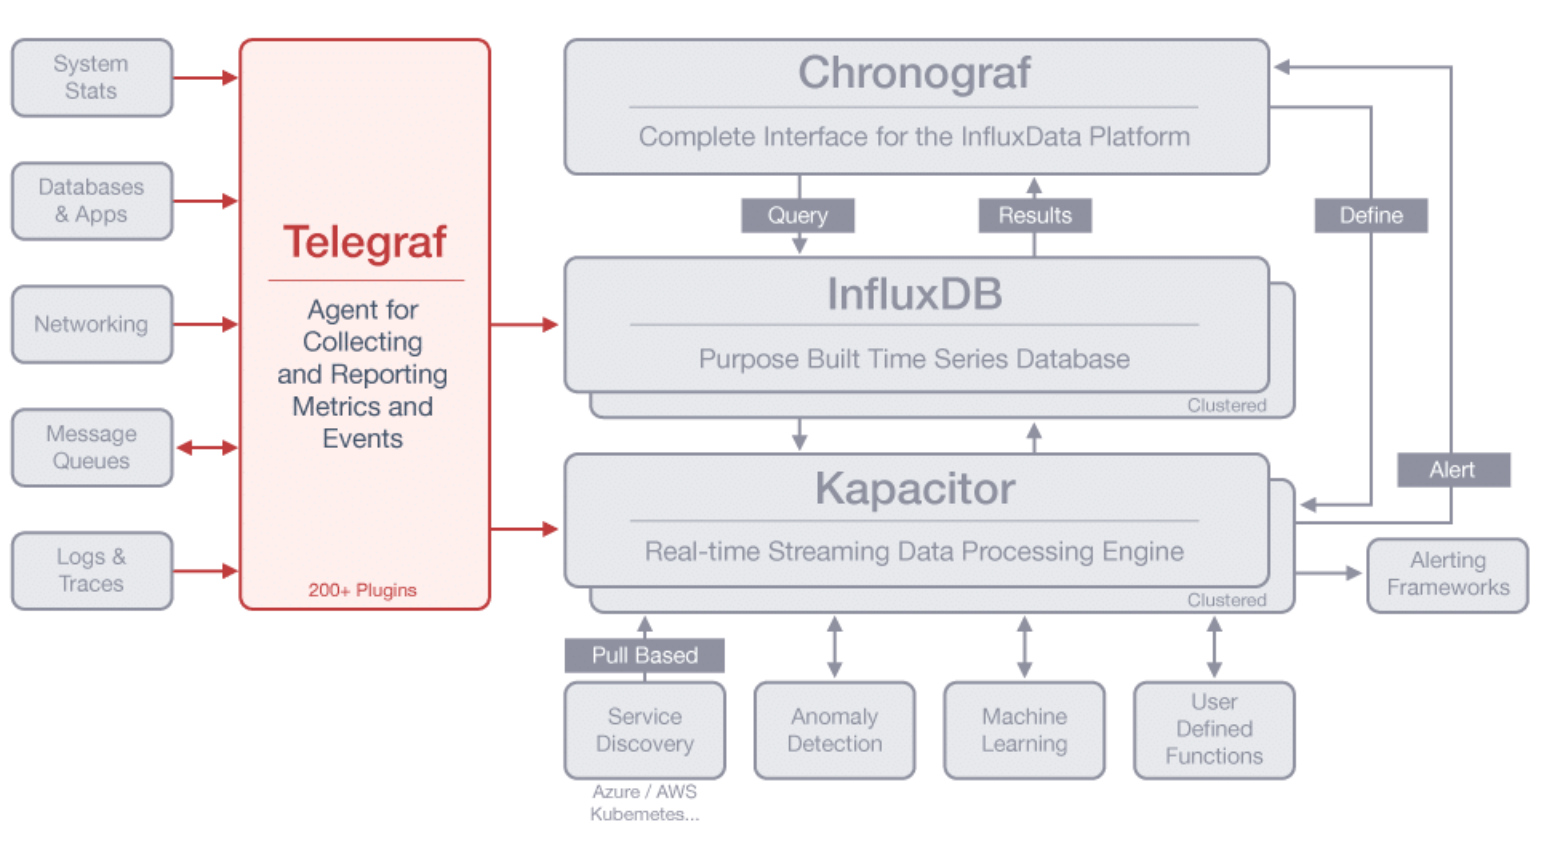 System
Stats
Databases
& Apps
Networking
Message
Queues
Logs &
Traces
Telegraf
Agent for
Collecting
and Reporting
Metrics and
Events
200+ Plugins
Chronograf
Complete Interface for the InfluxData Platform
Query
Results
Define
InfluxDB
Purpose Built Time Series Database
Clustered
Kapacitor
Real-time Streaming Data Processing Engine
Clustered
Alert
Alerting
Frameworks
Pull Based
Service
Discovery
Azure / AWS
Kubernetes...
Anomaly
Detection
Machine
Learning
User
Defined
Functions